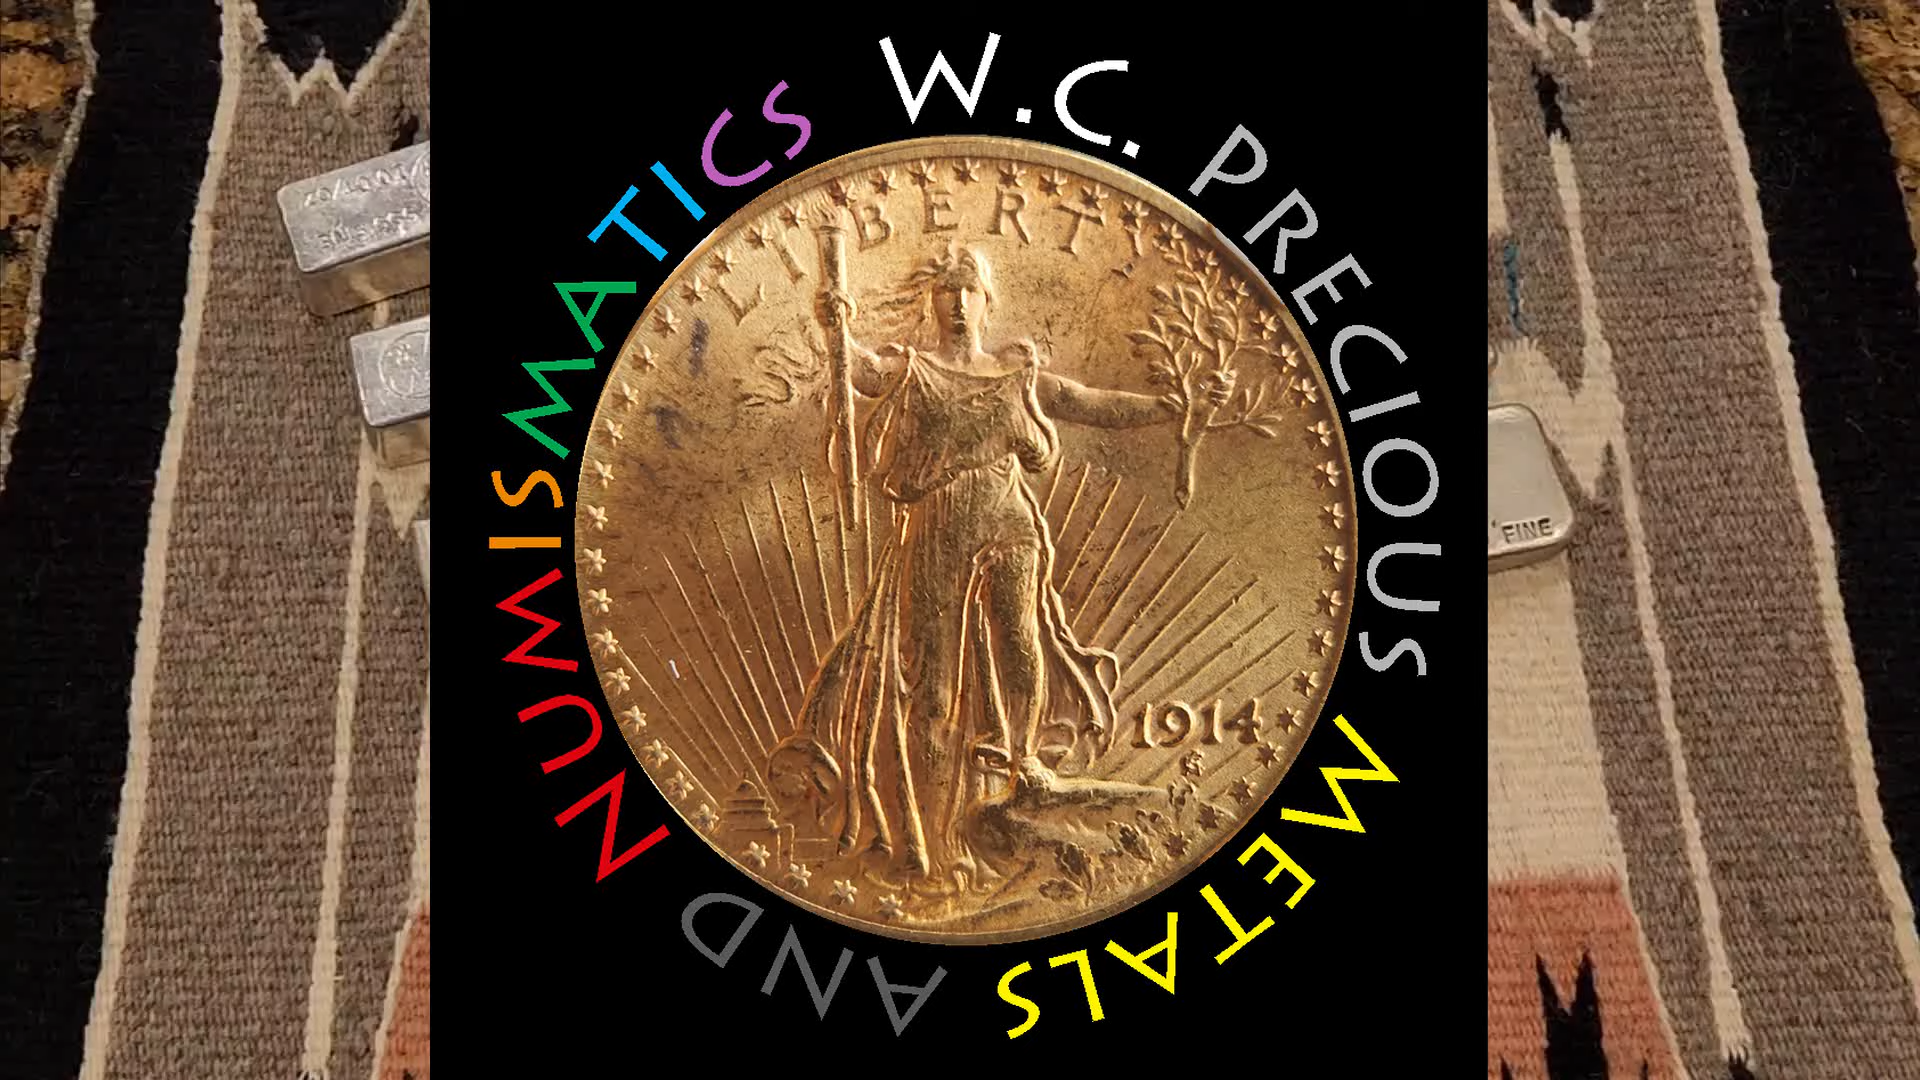 W.C. PRECIOUS METALS AND NUMISMATICS
LIBERTY
1914
FINE